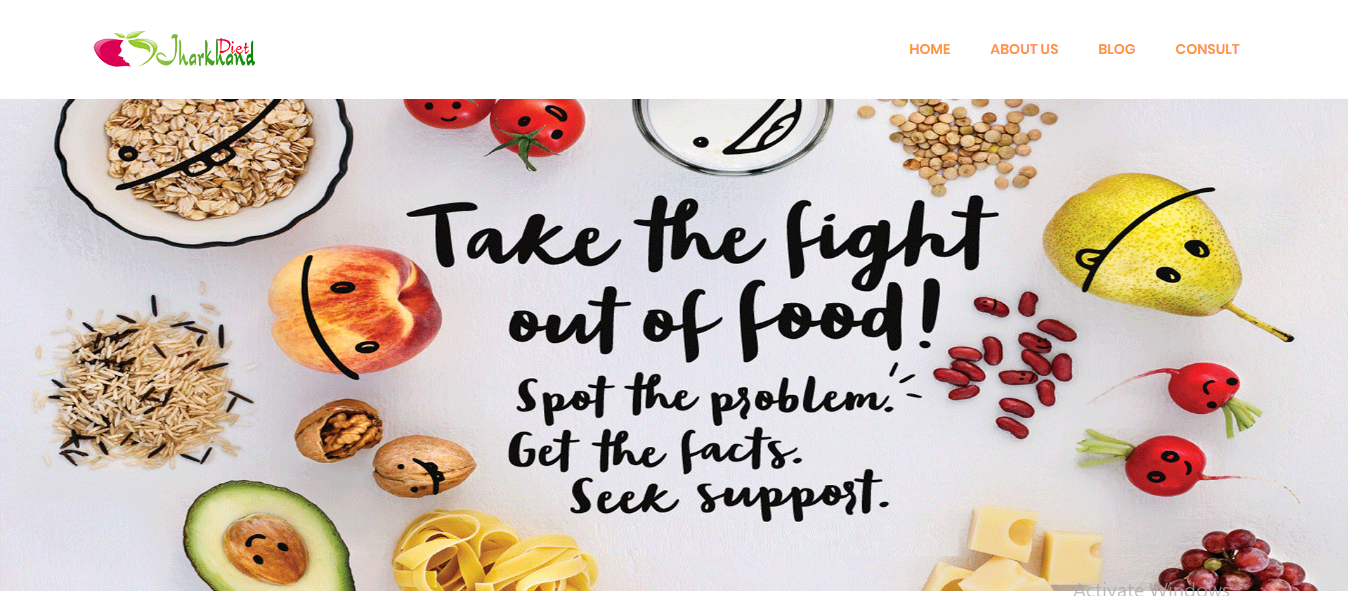 Jharkhand Diet
HOME ABOUT US BLOG CONSULT
Take the fight
out of food!
Spot the problem.
Get the facts.
Seek support.
Activate Windows